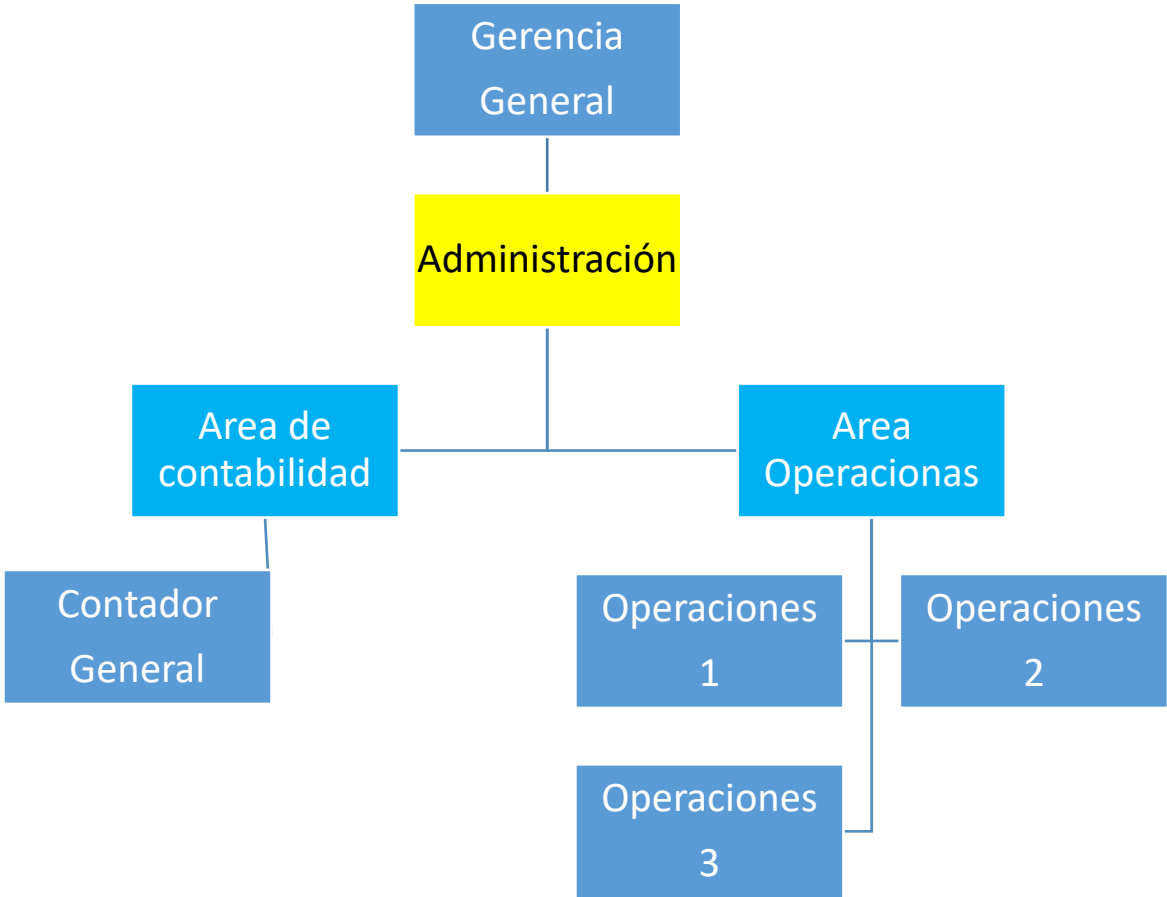 Gerencia
General
Administración
Area de
contabilidad
Area
Operacionas
Contador
General
Operaciones
1
Operaciones
2
Operaciones
3